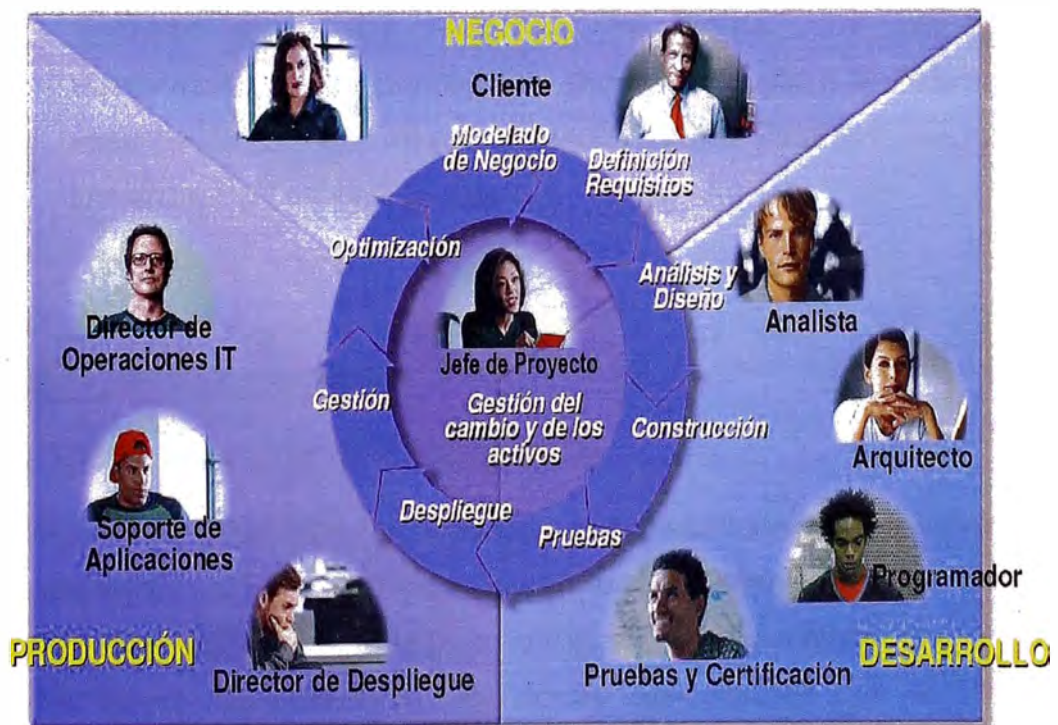 NEGOCIO
Cliente
Modelado
de Negocio
Definición
Requisitos
Optimización
Análisis y
Diseño
Analista
Director de
Operaciones IT
Jefe de Proyecto
Gestión
Gestión del
cambio y de los
activos
Construcción
Arquitecto
Despliegue
Pruebas
Soporte de
Aplicaciones
Programador
PRODUCCIÓN
Director de Despliegue
Pruebas y Certificación
DESARROLLO